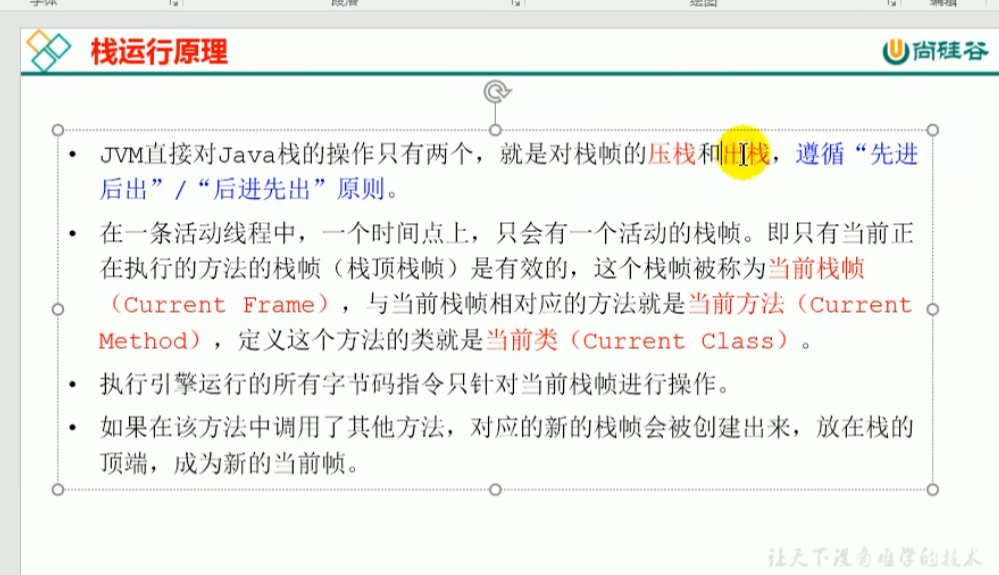 字体
段落
绘图
编辑
栈运行原理
尚硅谷
• JVM直接对Java栈的操作只有两个，就是对栈帧的压栈和出栈，遵循“先进
后出”/“后进先出”原则。
• 在一条活动线程中，一个时间点上，只会有一个活动的栈帧。即只有当前正
在执行的方法的栈帧（栈顶栈帧）是有效的，这个栈帧被称为当前栈帧
（Current Frame），与当前栈帧相对应的方法就是当前方法（Current
Method），定义这个方法的类就是当前类（Current Class）。
• 执行引擎运行的所有字节码指令只针对当前栈帧进行操作。
• 如果在该方法中调用了其他方法，对应的新的栈帧会被创建出来，放在栈的
顶端，成为新的当前帧。
让天下没有难学的技术